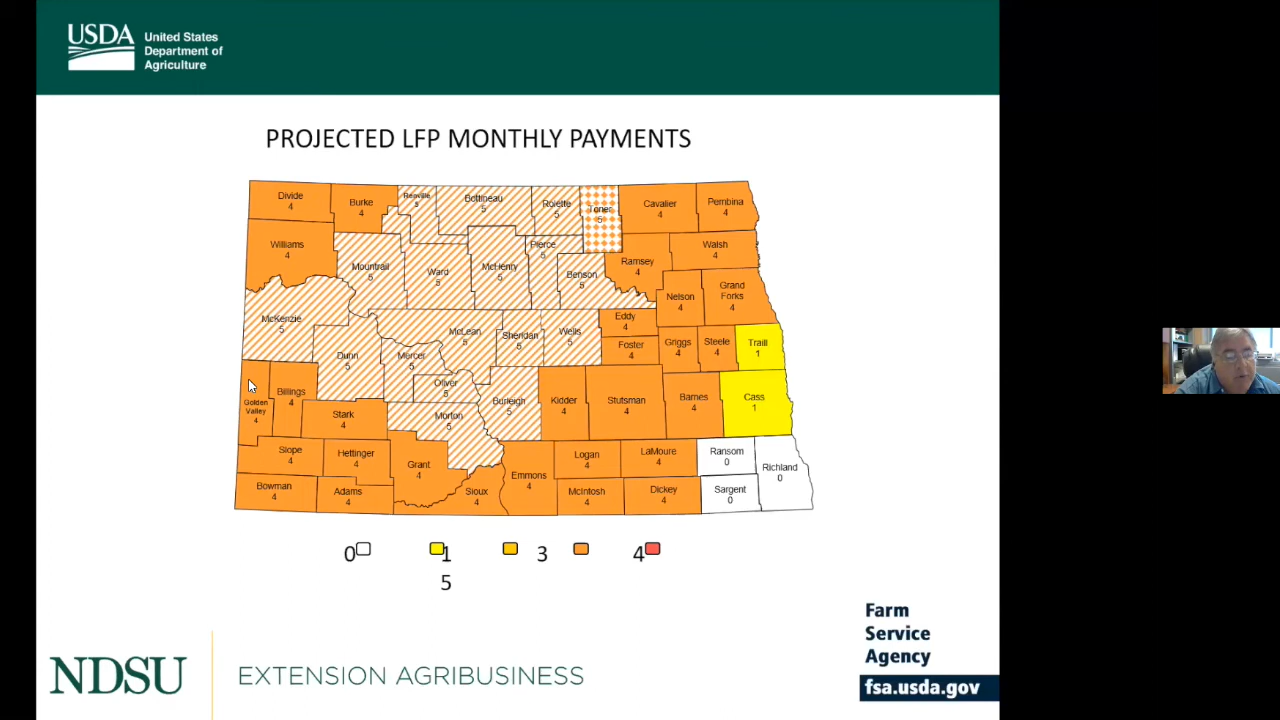 USDA
United States
Department of
Agriculture
PROJECTED LFP MONTHLY PAYMENTS
Divide
4
Burke
4
Renville
5
Bottineau
5
Rolette
5
Toner
5
Cavalier
4
Pembina
4
Williams
4
Mountrail
5
Ward
5
McHenry
5
Pierce
5
Benson
5
Ramsey
4
Walsh
4
Nelson
4
Grand
Forks
4
McKenzie
5
Dunn
5
Mercer
5
McLean
5
Sheridan
5
Wells
5
Eddy
4
Foster
4
Griggs
4
Steele
4
Traill
1
Golden
Valley
4
Billings
4
Stark
4
Oliver
5
Morton
5
Burleigh
5
Kidder
4
Stutsman
4
Barnes
4
Cass
1
Slope
4
Hettinger
4
Grant
4
Sioux
4
Emmons
4
Logan
4
LaMoure
4
Ransom
0
Richland
0
Bowman
4
Adams
4
McIntosh
4
Dickey
4
Sargent
0
0 1 3 4
5
NDSU
EXTENSION AGRIBUSINESS
Farm
Service
Agency
fsa.usda.gov